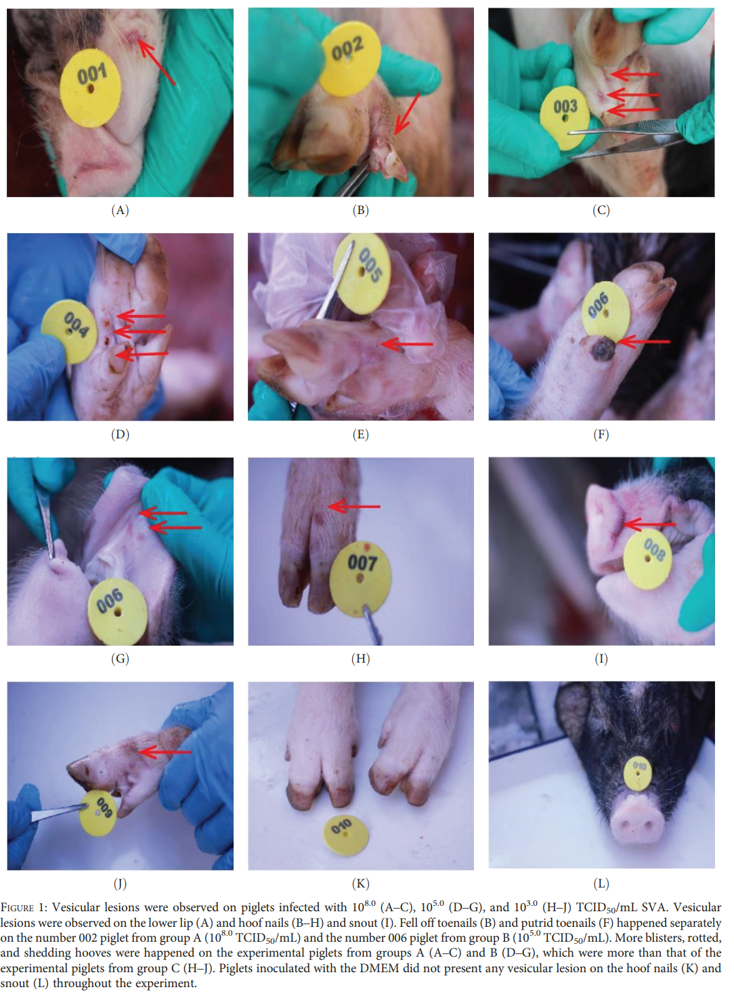 001
002
003
(A)
(B)
(C)
004
005
006
(D)
(E)
(F)
006
007
008
(G)
(H)
(I)
009
010
010
(J)
(K)
(L)
FIGURE 1: Vesicular lesions were observed on piglets infected with 10^8.0 (A–C), 10^5.0 (D–G), and 10^3.0 (H–J) TCID50/mL SVA. Vesicular
lesions were observed on the lower lip (A) and hoof nails (B–H) and snout (I). Fell off toenails (B) and putrid toenails (F) happened separately
on the number 002 piglet from group A (10^8.0 TCID50/mL) and the number 006 piglet from group B (10^5.0 TCID50/mL). More blisters, rotted,
and shedding hooves were happened on the experimental piglets from groups A (A–C) and B (D–G), which were more than that of the
experimental piglets from group C (H–J). Piglets inoculated with the DMEM did not present any vesicular lesion on the hoof nails (K) and
snout (L) throughout the experiment.